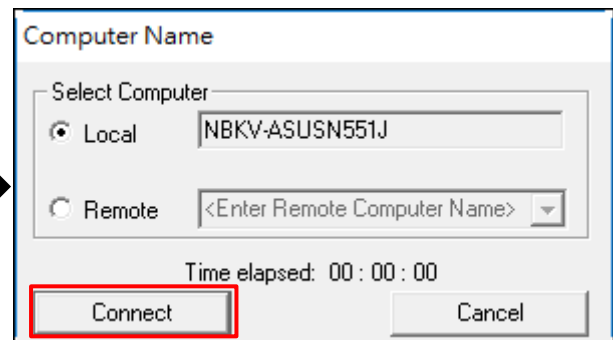 Computer Name
Select Computer
Local NBKV-ASUSN551J
Remote <Enter Remote Computer Name>
Time elapsed: 00 : 00 : 00
Connect Cancel